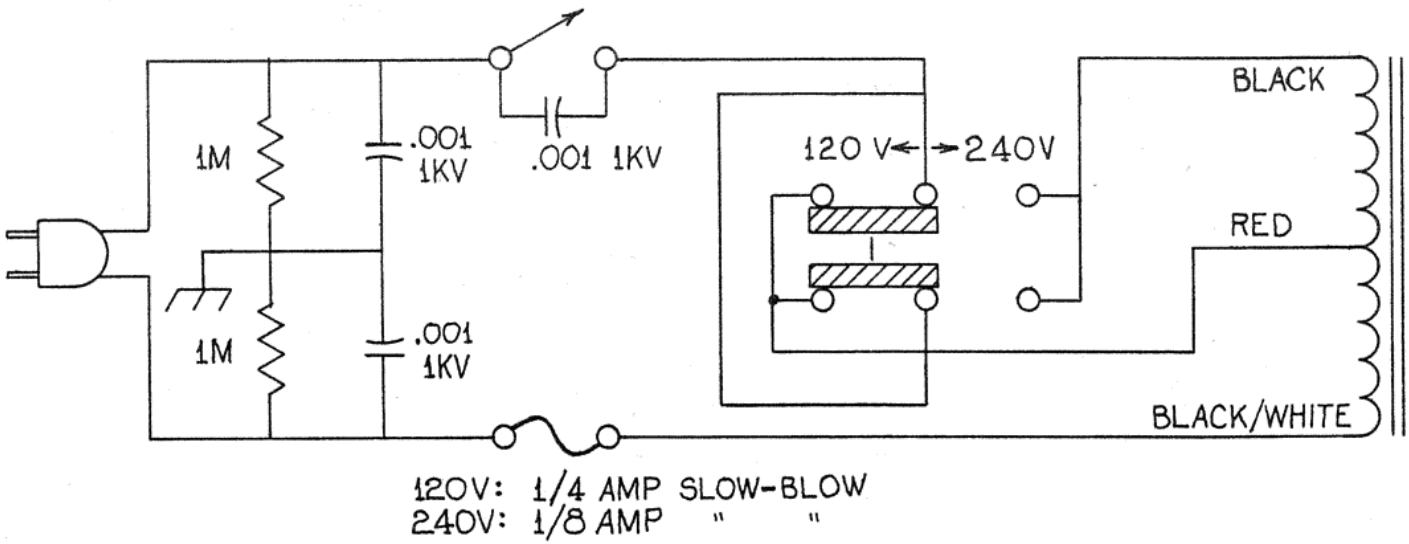 BLACK
.001
1KV
.001 1KV
1M
120 V ← → 240V
RED
1M
.001
1KV
BLACK/WHITE
120V: 1/4 AMP SLOW-BLOW
240V: 1/8 AMP " "